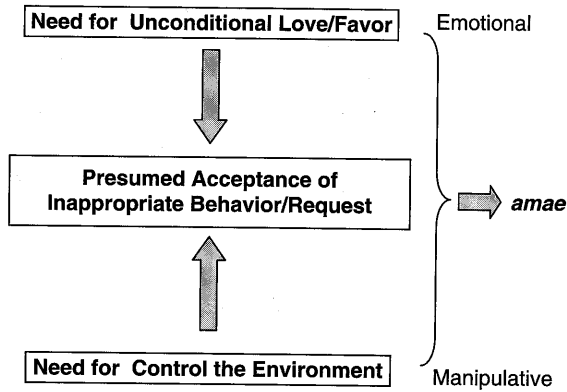 Need for Unconditional Love/Favor
Emotional
Presumed Acceptance of
Inappropriate Behavior/Request
amae
Need for Control the Environment
Manipulative